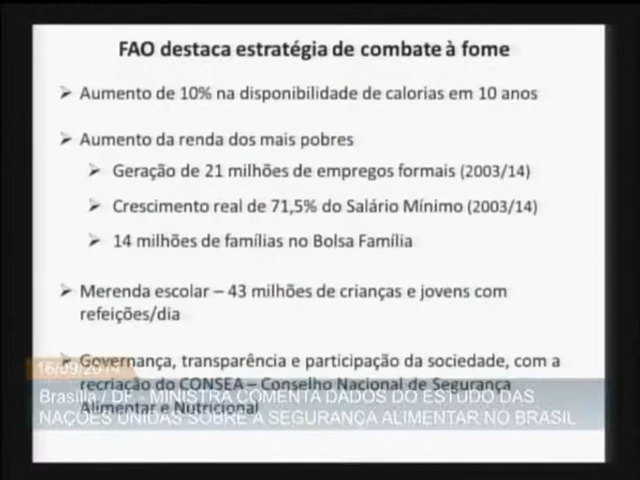 FAO destaca estratégia de combate à fome
➢ Aumento de 10% na disponibilidade de calorias em 10 anos
➢ Aumento da renda dos mais pobres
➢ Geração de 21 milhões de empregos formais (2003/14)
➢ Crescimento real de 71,5% do Salário Mínimo (2003/14)
➢ 14 milhões de famílias no Bolsa Família
➢ Merenda escolar – 43 milhões de crianças e jovens com
refeições/dia
➢ Governança, transparência e participação da sociedade, com a
16/09/2014
recriação do CONSEA – Conselho Nacional de Segurança
Brasília / DF - MINISTRA COMENTA DADOS DO ESTUDO DAS
Alimentar e Nutricional
NAÇÕES UNIDAS SOBRE A SEGURANÇA ALIMENTAR NO BRASIL